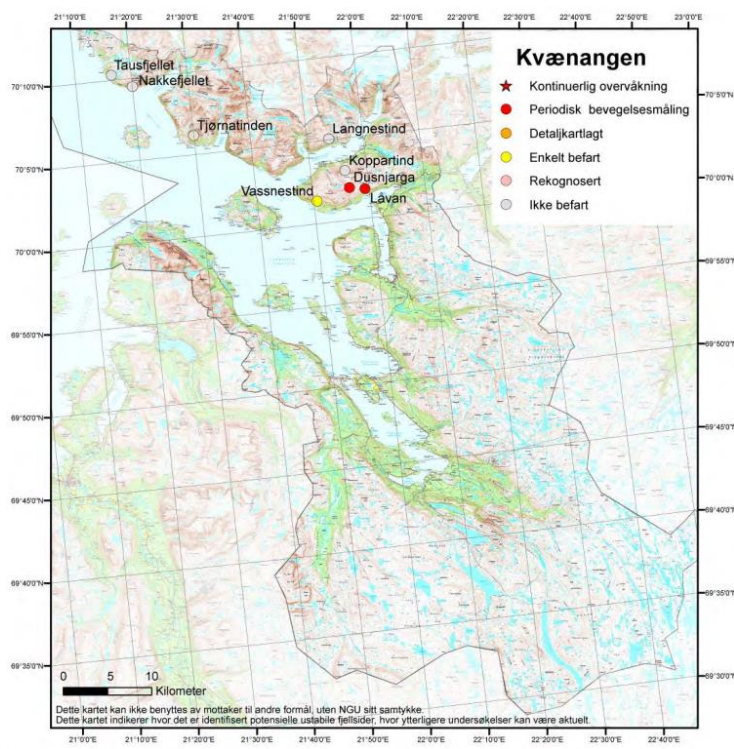 21°10'0"E 21°20'0"E 21°30'0"E 21°40'0"E 21°50'0"E 22°0'0"E 22°10'0"E 22°20'0"E 22°30'0"E 22°40'0"E 22°50'0"E 23°0'0"E
Kvænangen
Kontinuerlig overvåkning
Periodisk bevegelsesmåling
Detaljkartlagt
Enkelt befart
Rekognosert
Ikke befart
Tausfjellet
Nakkefjellet
Tjørnatinden
Langnestind
Koppartind
Dusnjarga
Vassnestind
Låvan
70°10'0"N
70°5'0"N
70°0'0"N
69°55'0"N
69°50'0"N
69°45'0"N
69°40'0"N
69°35'0"N
70°5'0"N
70°0'0"N
69°55'0"N
69°50'0"N
69°45'0"N
69°40'0"N
69°35'0"N
69°30'0"N
0 5 10
Kilometer
Dette kartet kan ikke benyttes av mottaker til andre formål, uten NGU sitt samtykke.
Dette kartet indikerer hvor det er identifisert potensielle ustabile fjellsider, hvor ytterligere undersøkelser kan være aktuelt.
21°0'0"E 21°10'0"E 21°20'0"E 21°30'0"E 21°40'0"E 21°50'0"E 22°0'0"E 22°10'0"E 22°20'0"E 22°30'0"E 22°40'0"E